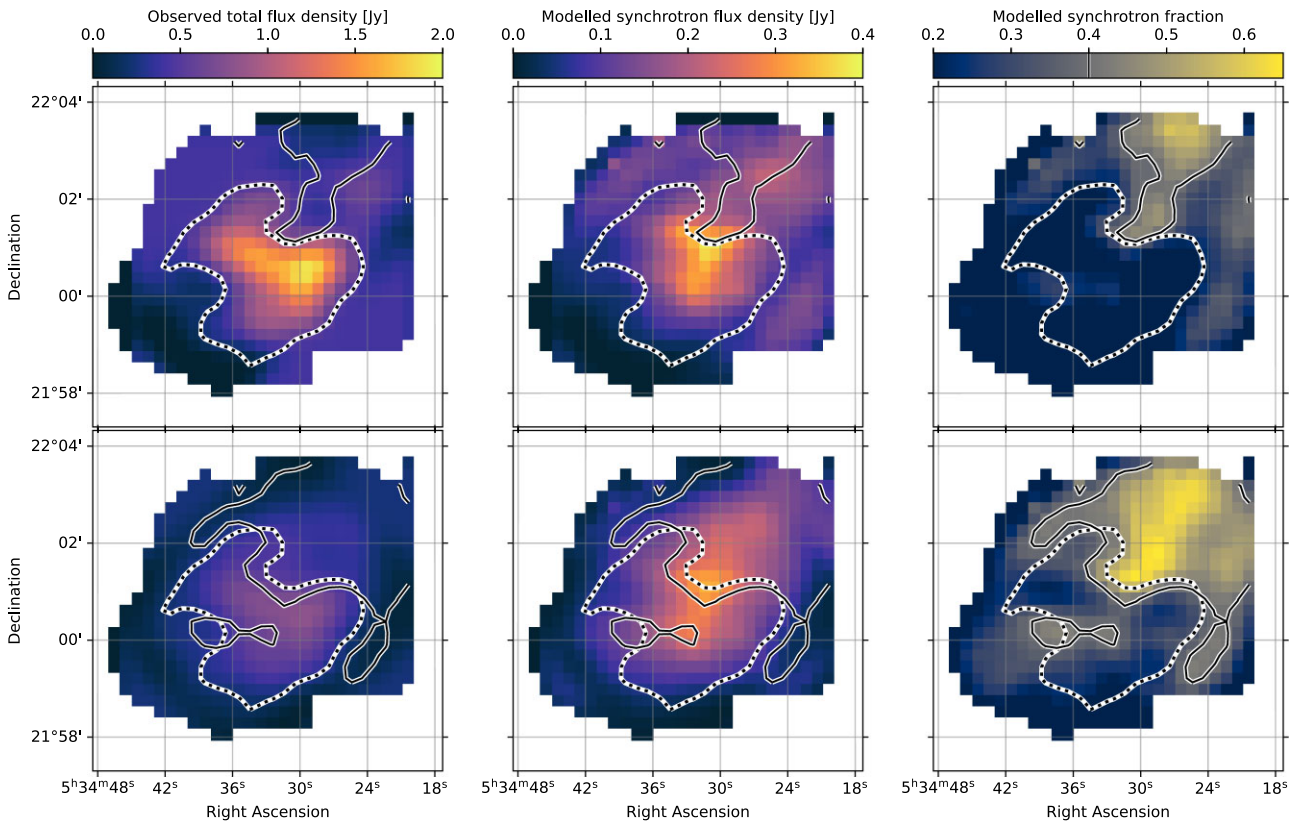 Observed total flux density [Jy] Modelled synchrotron flux density [Jy] Modelled synchrotron fraction
0.0 0.5 1.0 1.5 2.0 0.0 0.1 0.2 0.3 0.4 0.2 0.3 0.4 0.5 0.6
22°04'
02'
00'
21°58'
Declination
22°04'
02'
00'
21°58'
Declination
5ʰ34ᵐ48ˢ 42ˢ 36ˢ 30ˢ 24ˢ 18ˢ 42ˢ 36ˢ 30ˢ 24ˢ 18ˢ 42ˢ 36ˢ 30ˢ 24ˢ 18ˢ
Right Ascension Right Ascension Right Ascension